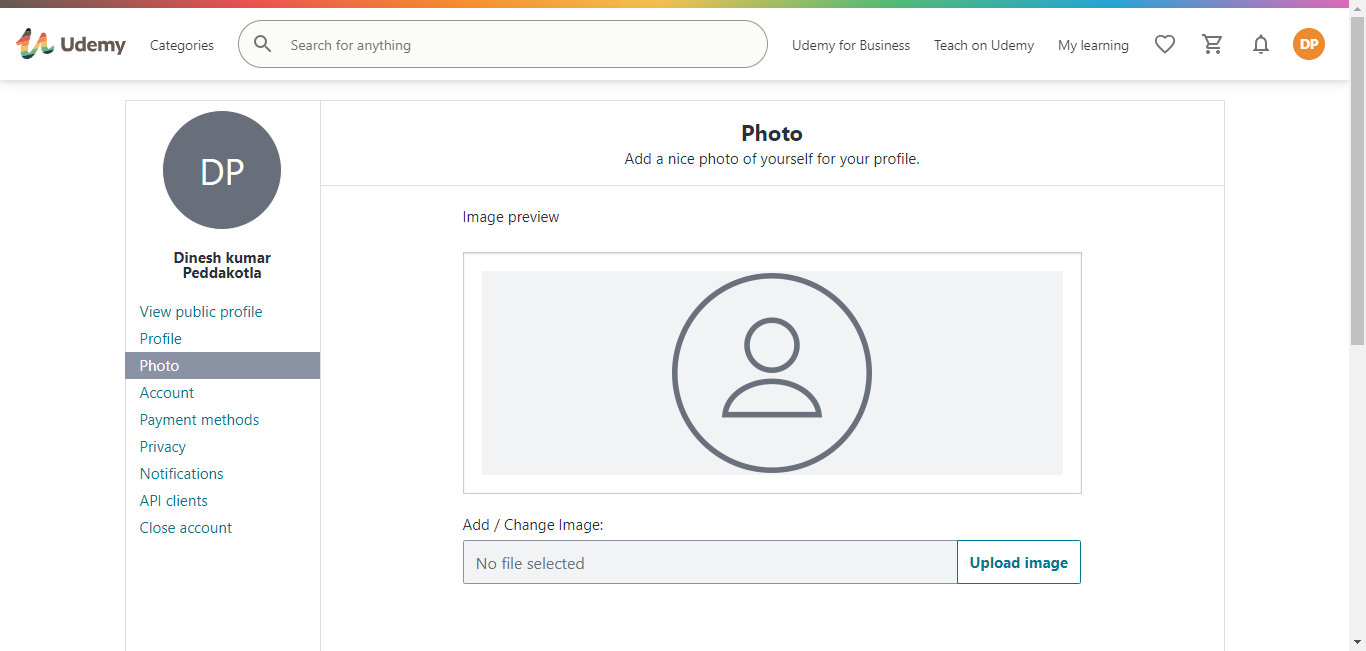 Udemy
Categories
Search for anything
Udemy for Business
Teach on Udemy
My learning
DP
DP
Dinesh kumar
Peddakotla
View public profile
Profile
Photo
Account
Payment methods
Privacy
Notifications
API clients
Close account
Photo
Add a nice photo of yourself for your profile.
Image preview
Add / Change Image:
No file selected
Upload image